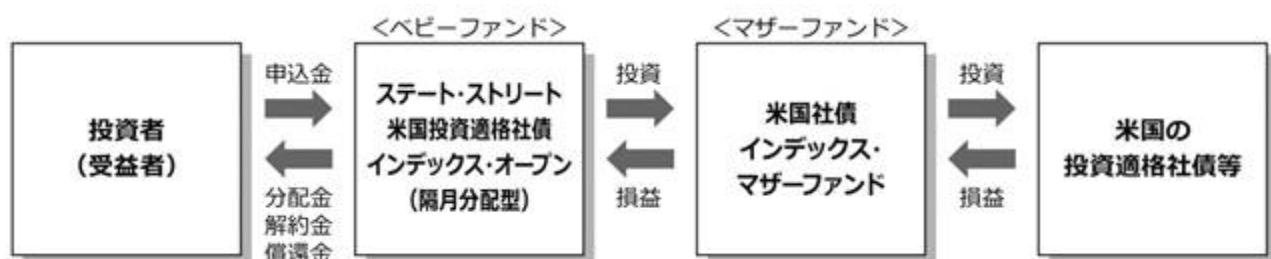 <ベビーファンド>
<マザーファンド>
投資者
(受益者)
申込金
分配金
解約金
償還金
ステート・ストリート
米国投資適格社債
インデックス・オープン
(隔月分配型)
投資
損益
米国社債
インデックス・
マザーファンド
投資
損益
米国の
投資適格社債等